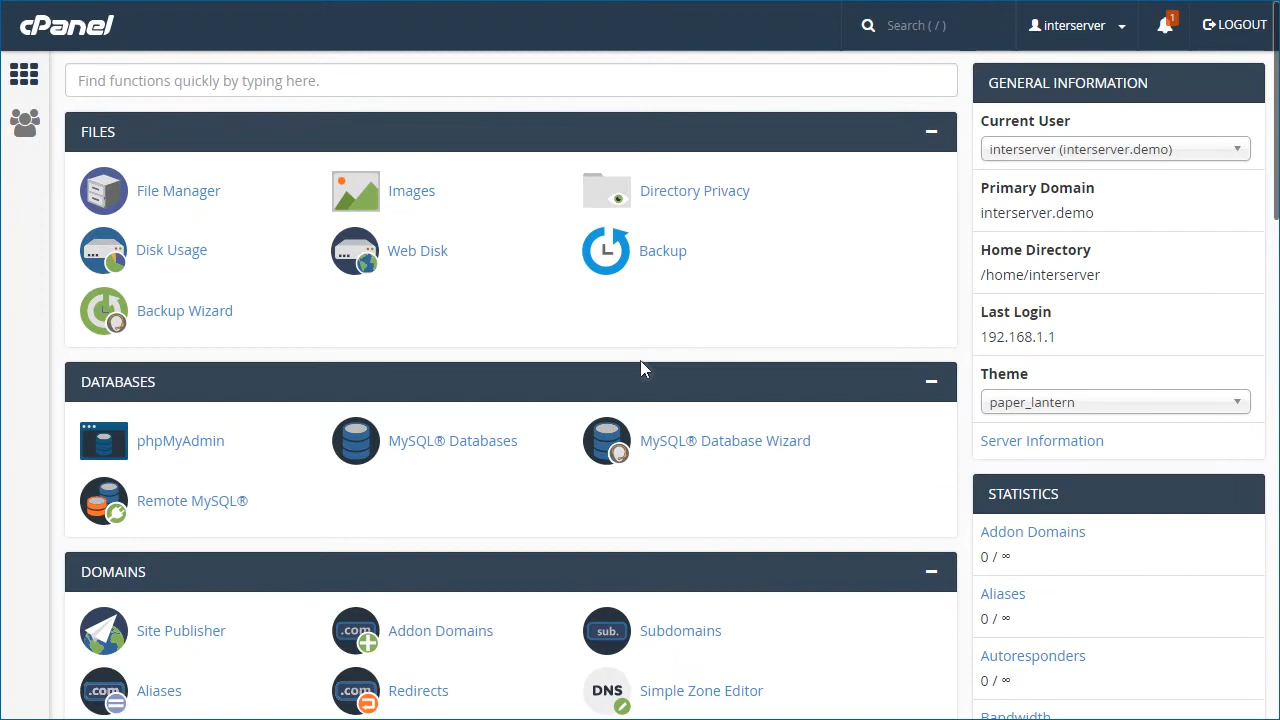 cPanel
Search ( / )
interserver
1
LOGOUT
Find functions quickly by typing here.
FILES
File Manager
Images
Directory Privacy
Disk Usage
Web Disk
Backup
Backup Wizard
DATABASES
phpMyAdmin
MySQL® Databases
MySQL® Database Wizard
Remote MySQL®
DOMAINS
Site Publisher
.com
Addon Domains
sub.
Subdomains
.com
Aliases
.com
Redirects
DNS
Simple Zone Editor
GENERAL INFORMATION
Current User
interserver (interserver.demo)
Primary Domain
interserver.demo
Home Directory
/home/interserver
Last Login
192.168.1.1
Theme
paper_lantern
Server Information
STATISTICS
Addon Domains
0 / ∞
Aliases
0 / ∞
Autoresponders
0 / ∞
Bandwidth